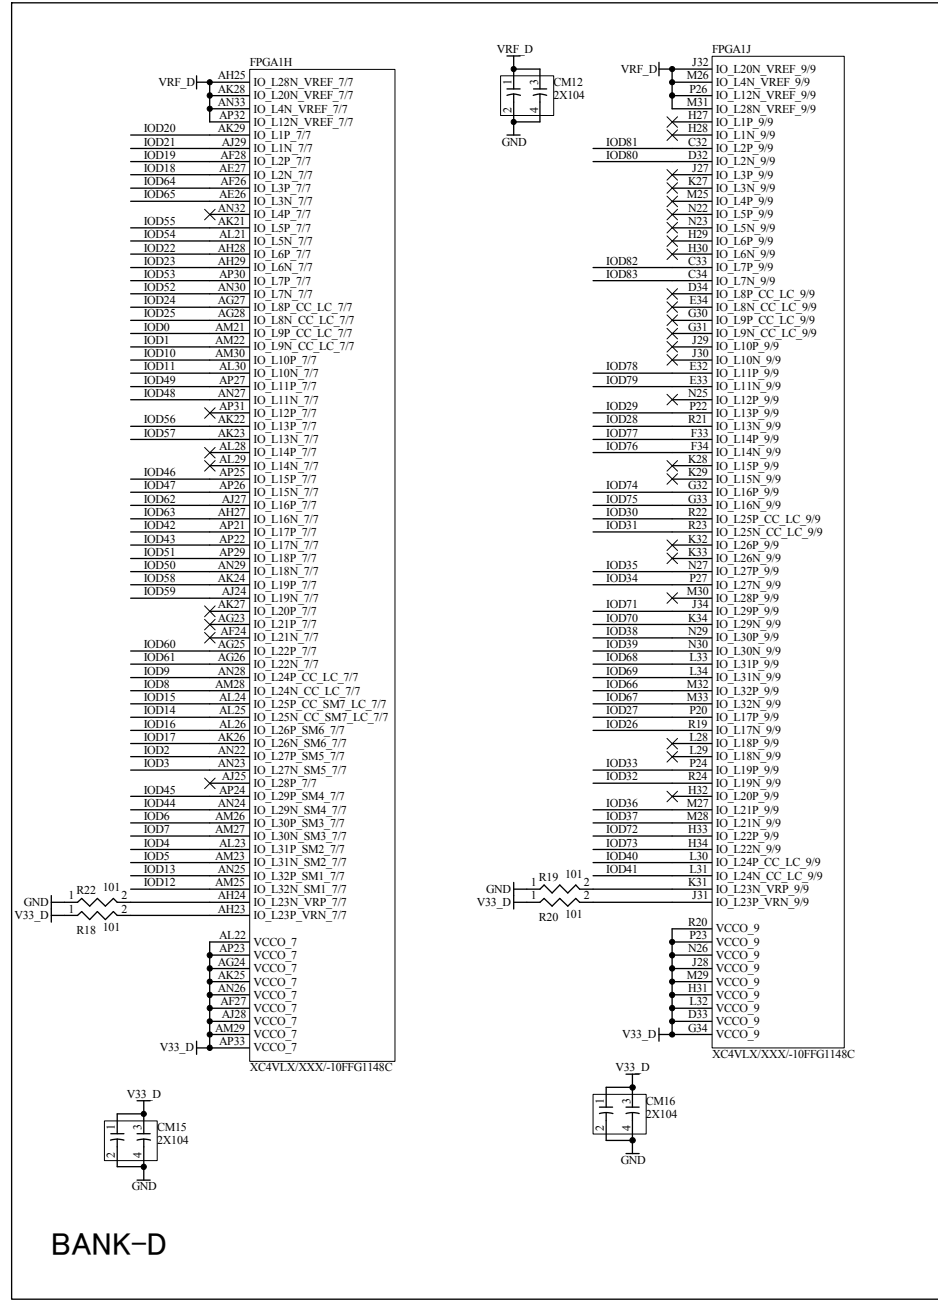 FPGA1H
VRF_D AH25 IO_L28N_VREF_7/7
AK28 IO_L20N_VREF_7/7
AN33 IO_L4N_VREF_7/7
AP32 IO_L12N_VREF_7/7
IOD20 AK29 IO_L1P_7/7
IOD21 AJ29 IO_L1N_7/7
IOD19 AF28 IO_L2P_7/7
IOD18 AE27 IO_L2N_7/7
IOD64 AF26 IO_L3P_7/7
IOD65 AE26 IO_L3N_7/7
AN32 IO_L4P_7/7
IOD55 AK21 IO_L5P_7/7
IOD54 AL21 IO_L5N_7/7
IOD22 AH28 IO_L6P_7/7
IOD23 AH29 IO_L6N_7/7
IOD53 AP30 IO_L7P_7/7
IOD52 AN30 IO_L7N_7/7
IOD24 AG27 IO_L8P_CC_LC_7/7
IOD25 AG28 IO_L8N_CC_LC_7/7
IOD0 AM21 IO_L9P_CC_LC_7/7
IOD1 AM22 IO_L9N_CC_LC_7/7
IOD10 AM30 IO_L10P_7/7
IOD11 AL30 IO_L10N_7/7
IOD49 AP27 IO_L11P_7/7
IOD48 AN27 IO_L11N_7/7
AP31 IO_L12P_7/7
IOD56 AK22 IO_L13P_7/7
IOD57 AK23 IO_L13N_7/7
AL28 IO_L14P_7/7
AL29 IO_L14N_7/7
IOD46 AP25 IO_L15P_7/7
IOD47 AP26 IO_L15N_7/7
IOD62 AJ27 IO_L16P_7/7
IOD63 AH27 IO_L16N_7/7
IOD42 AP21 IO_L17P_7/7
IOD43 AP22 IO_L17N_7/7
IOD51 AP29 IO_L18P_7/7
IOD50 AN29 IO_L18N_7/7
IOD58 AK24 IO_L19P_7/7
IOD59 AJ24 IO_L19N_7/7
AK27 IO_L20P_7/7
AG23 IO_L21P_7/7
AF24 IO_L21N_7/7
IOD60 AG25 IO_L22P_7/7
IOD61 AG26 IO_L22N_7/7
IOD9 AN28 IO_L24P_CC_LC_7/7
IOD8 AM28 IO_L24N_CC_LC_7/7
IOD15 AL24 IO_L25P_CC_SM7_LC_7/7
IOD14 AL25 IO_L25N_CC_SM7_LC_7/7
IOD16 AL26 IO_L26P_SM6_7/7
IOD17 AK26 IO_L26N_SM6_7/7
IOD2 AN22 IO_L27P_SM5_7/7
IOD3 AN23 IO_L27N_SM5_7/7
AJ25 IO_L28P_7/7
IOD45 AP24 IO_L29P_SM4_7/7
IOD44 AN24 IO_L29N_SM4_7/7
IOD6 AM26 IO_L30P_SM3_7/7
IOD7 AM27 IO_L30N_SM3_7/7
IOD4 AL23 IO_L31P_SM2_7/7
IOD5 AM23 IO_L31N_SM2_7/7
IOD13 AN25 IO_L32P_SM1_7/7
IOD12 AM25 IO_L32N_SM1_7/7
GND 1 R22 101 2 AH24 IO_L23N_VRP_7/7
V33_D 1 R18 101 2 AH23 IO_L23P_VRN_7/7
AL22 VCCO_7
AP23 VCCO_7
AG24 VCCO_7
AK25 VCCO_7
AN26 VCCO_7
AF27 VCCO_7
AJ28 VCCO_7
AM29 VCCO_7
V33_D AP33 VCCO_7
XC4VLX/XXX/-10FFG1148C
V33_D
1 3 CM15
2 4 2X104
GND
VRF_D
1 3 CM12
2 4 2X104
GND
FPGA1J
VRF_D J32 IO_L20N_VREF_9/9
M26 IO_L4N_VREF_9/9
P26 IO_L12N_VREF_9/9
M31 IO_L28N_VREF_9/9
H27 IO_L1P_9/9
H28 IO_L1N_9/9
IOD81 C32 IO_L2P_9/9
IOD80 D32 IO_L2N_9/9
J27 IO_L3P_9/9
K27 IO_L3N_9/9
M25 IO_L4P_9/9
N22 IO_L5P_9/9
N23 IO_L5N_9/9
H29 IO_L6P_9/9
H30 IO_L6N_9/9
IOD82 C33 IO_L7P_9/9
IOD83 C34 IO_L7N_9/9
D34 IO_L8P_CC_LC_9/9
E34 IO_L8N_CC_LC_9/9
G30 IO_L9P_CC_LC_9/9
G31 IO_L9N_CC_LC_9/9
J29 IO_L10P_9/9
J30 IO_L10N_9/9
IOD78 E32 IO_L11P_9/9
IOD79 E33 IO_L11N_9/9
N25 IO_L12P_9/9
IOD29 P22 IO_L13P_9/9
IOD28 R21 IO_L13N_9/9
IOD77 F33 IO_L14P_9/9
IOD76 F34 IO_L14N_9/9
K28 IO_L15P_9/9
K29 IO_L15N_9/9
IOD74 G32 IO_L16P_9/9
IOD75 G33 IO_L16N_9/9
IOD30 R22 IO_L25P_CC_LC_9/9
IOD31 R23 IO_L25N_CC_LC_9/9
K32 IO_L26P_9/9
K33 IO_L26N_9/9
IOD35 N27 IO_L27P_9/9
IOD34 P27 IO_L27N_9/9
M30 IO_L28P_9/9
IOD71 J34 IO_L29P_9/9
IOD70 K34 IO_L29N_9/9
IOD38 N29 IO_L30P_9/9
IOD39 N30 IO_L30N_9/9
IOD68 L33 IO_L31P_9/9
IOD69 L34 IO_L31N_9/9
IOD66 M32 IO_L32P_9/9
IOD67 M33 IO_L32N_9/9
IOD27 P20 IO_L17P_9/9
IOD26 R19 IO_L17N_9/9
L28 IO_L18P_9/9
L29 IO_L18N_9/9
IOD33 P24 IO_L19P_9/9
IOD32 R24 IO_L19N_9/9
H32 IO_L20P_9/9
IOD36 M27 IO_L21P_9/9
IOD37 M28 IO_L21N_9/9
IOD72 H33 IO_L22P_9/9
IOD73 H34 IO_L22N_9/9
IOD40 L30 IO_L24P_CC_LC_9/9
IOD41 L31 IO_L24N_CC_LC_9/9
GND 1 R19 101 2 K31 IO_L23N_VRP_9/9
V33_D 1 R20 101 2 J31 IO_L23P_VRN_9/9
R20 VCCO_9
P23 VCCO_9
N26 VCCO_9
J28 VCCO_9
M29 VCCO_9
H31 VCCO_9
L32 VCCO_9
D33 VCCO_9
V33_D G34 VCCO_9
XC4VLX/XXX/-10FFG1148C
V33_D
1 3 CM16
2 4 2X104
GND
BANK-D